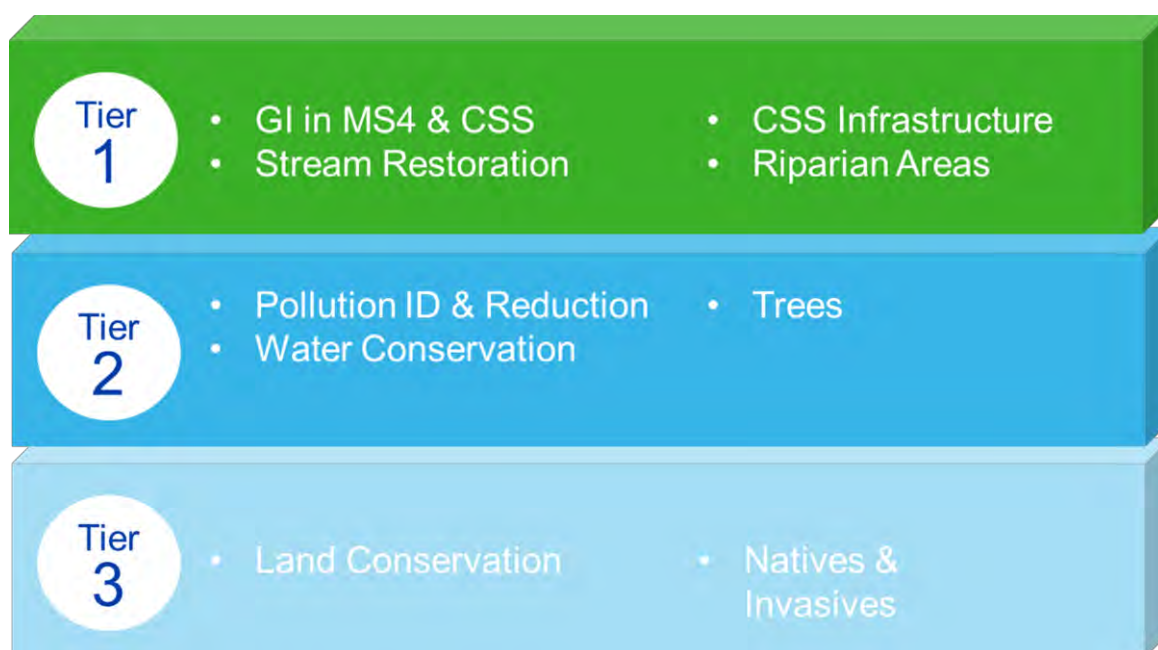 Tier
1
• GI in MS4 & CSS
• Stream Restoration
• CSS Infrastructure
• Riparian Areas
Tier
2
• Pollution ID & Reduction
• Water Conservation
• Trees
Tier
3
• Land Conservation
• Natives &
Invasives